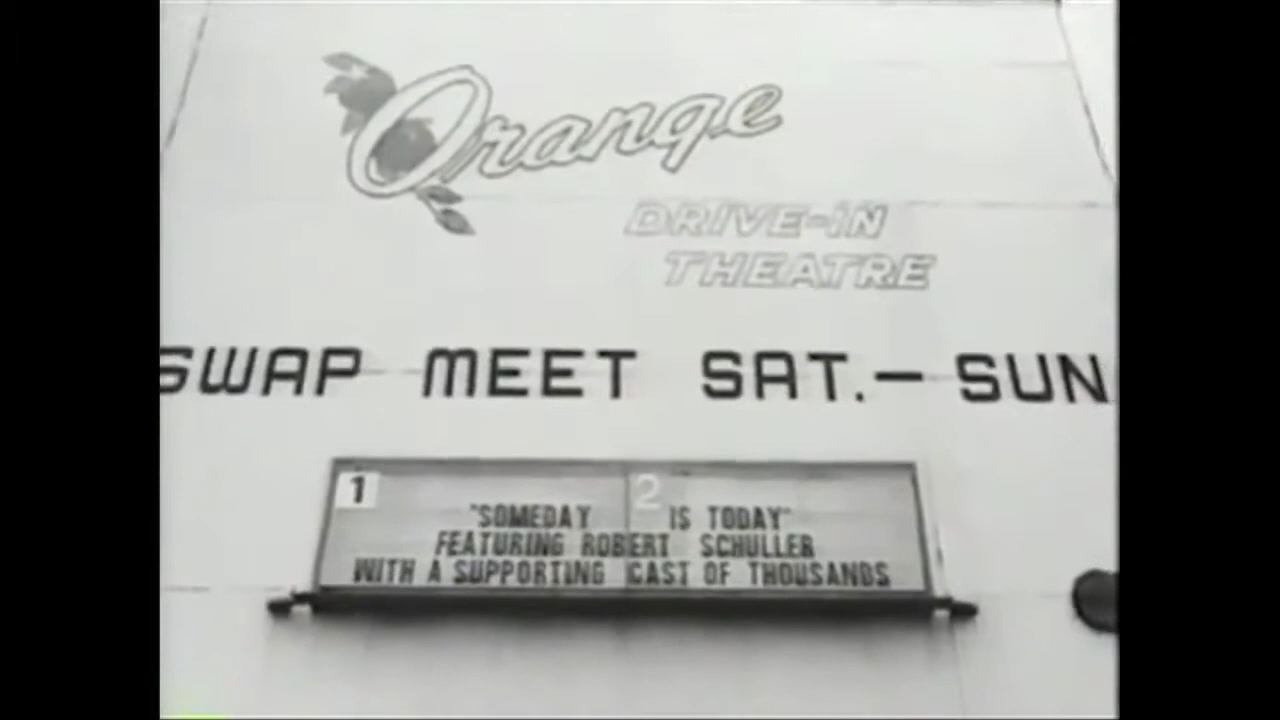 Orange
DRIVE-IN
THEATRE
SWAP MEET SAT.-SUN
1 2
"SOMEDAY IS TODAY"
FEATURING ROBERT SCHULLER
WITH A SUPPORTING CAST OF THOUSANDS